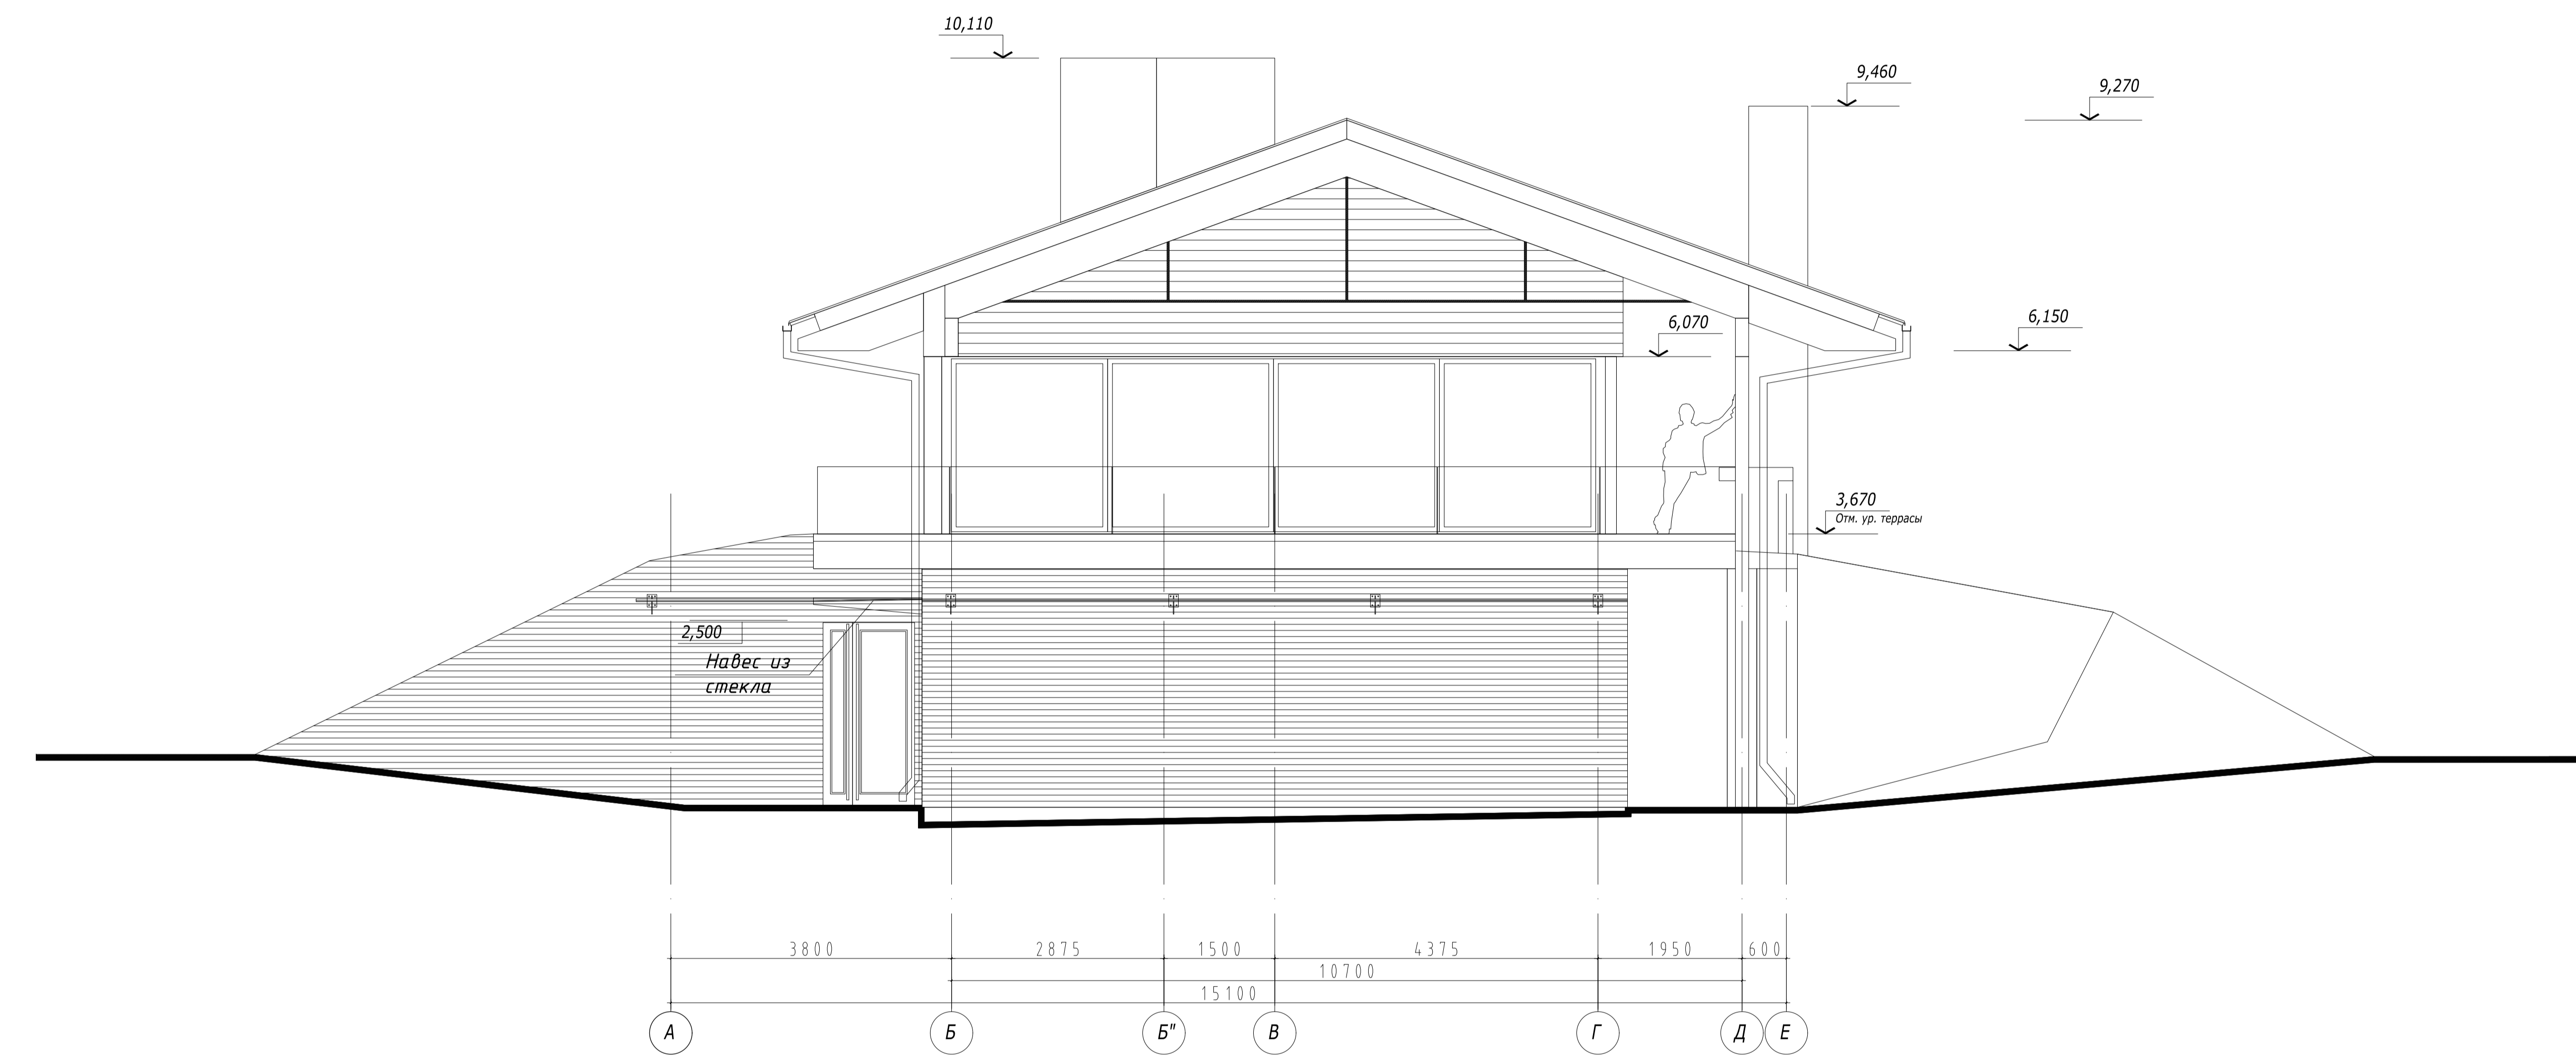 10,110
9,460
9,270
6,070
6,150
3,670
Отм. ур. террасы
2,500
Навес из
стекла
3800
2875
1500
4375
1950
600
10700
15100
А
Б
Б"
В
Г
Д
Е